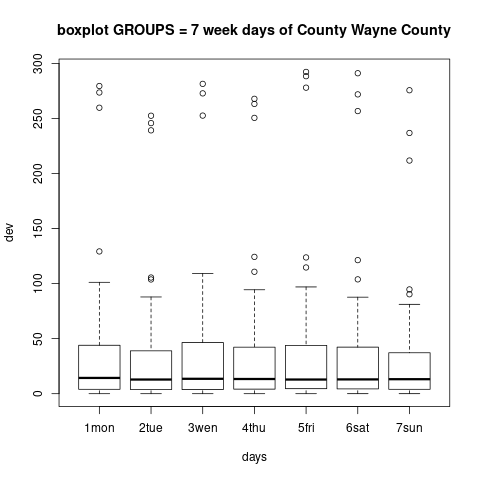 boxplot GROUPS = 7 week days of County Wayne County
300
250
200
150
100
50
0
dev
1mon 2tue 3wen 4thu 5fri 6sat 7sun
days